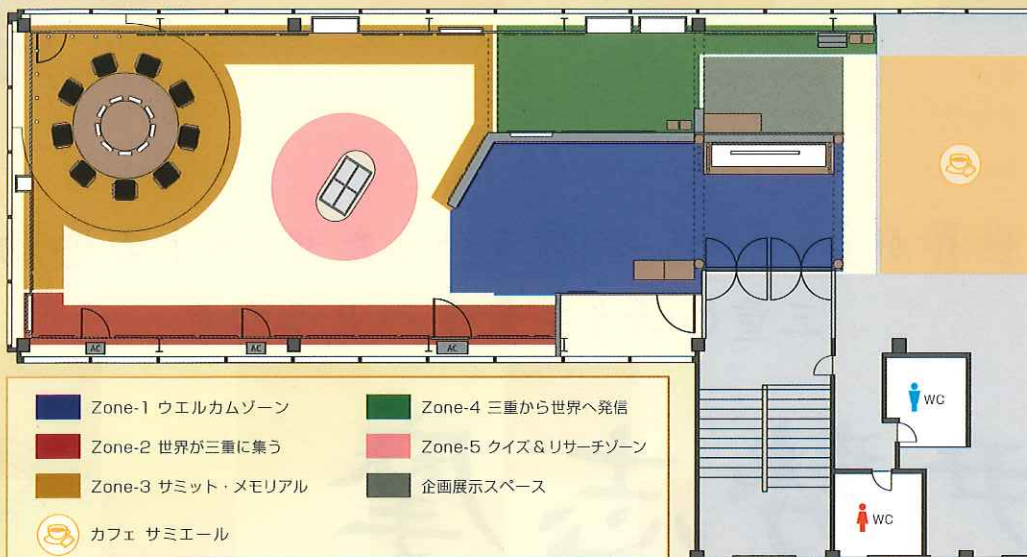 AC
AC
AC
WC
WC
Zone-1 ウエルカムゾーン
Zone-2 世界が三重に集う
Zone-3 サミット・メモリアル
カフェ サミエール
Zone-4 三重から世界へ発信
Zone-5 クイズ&リサーチゾーン
企画展示スペース